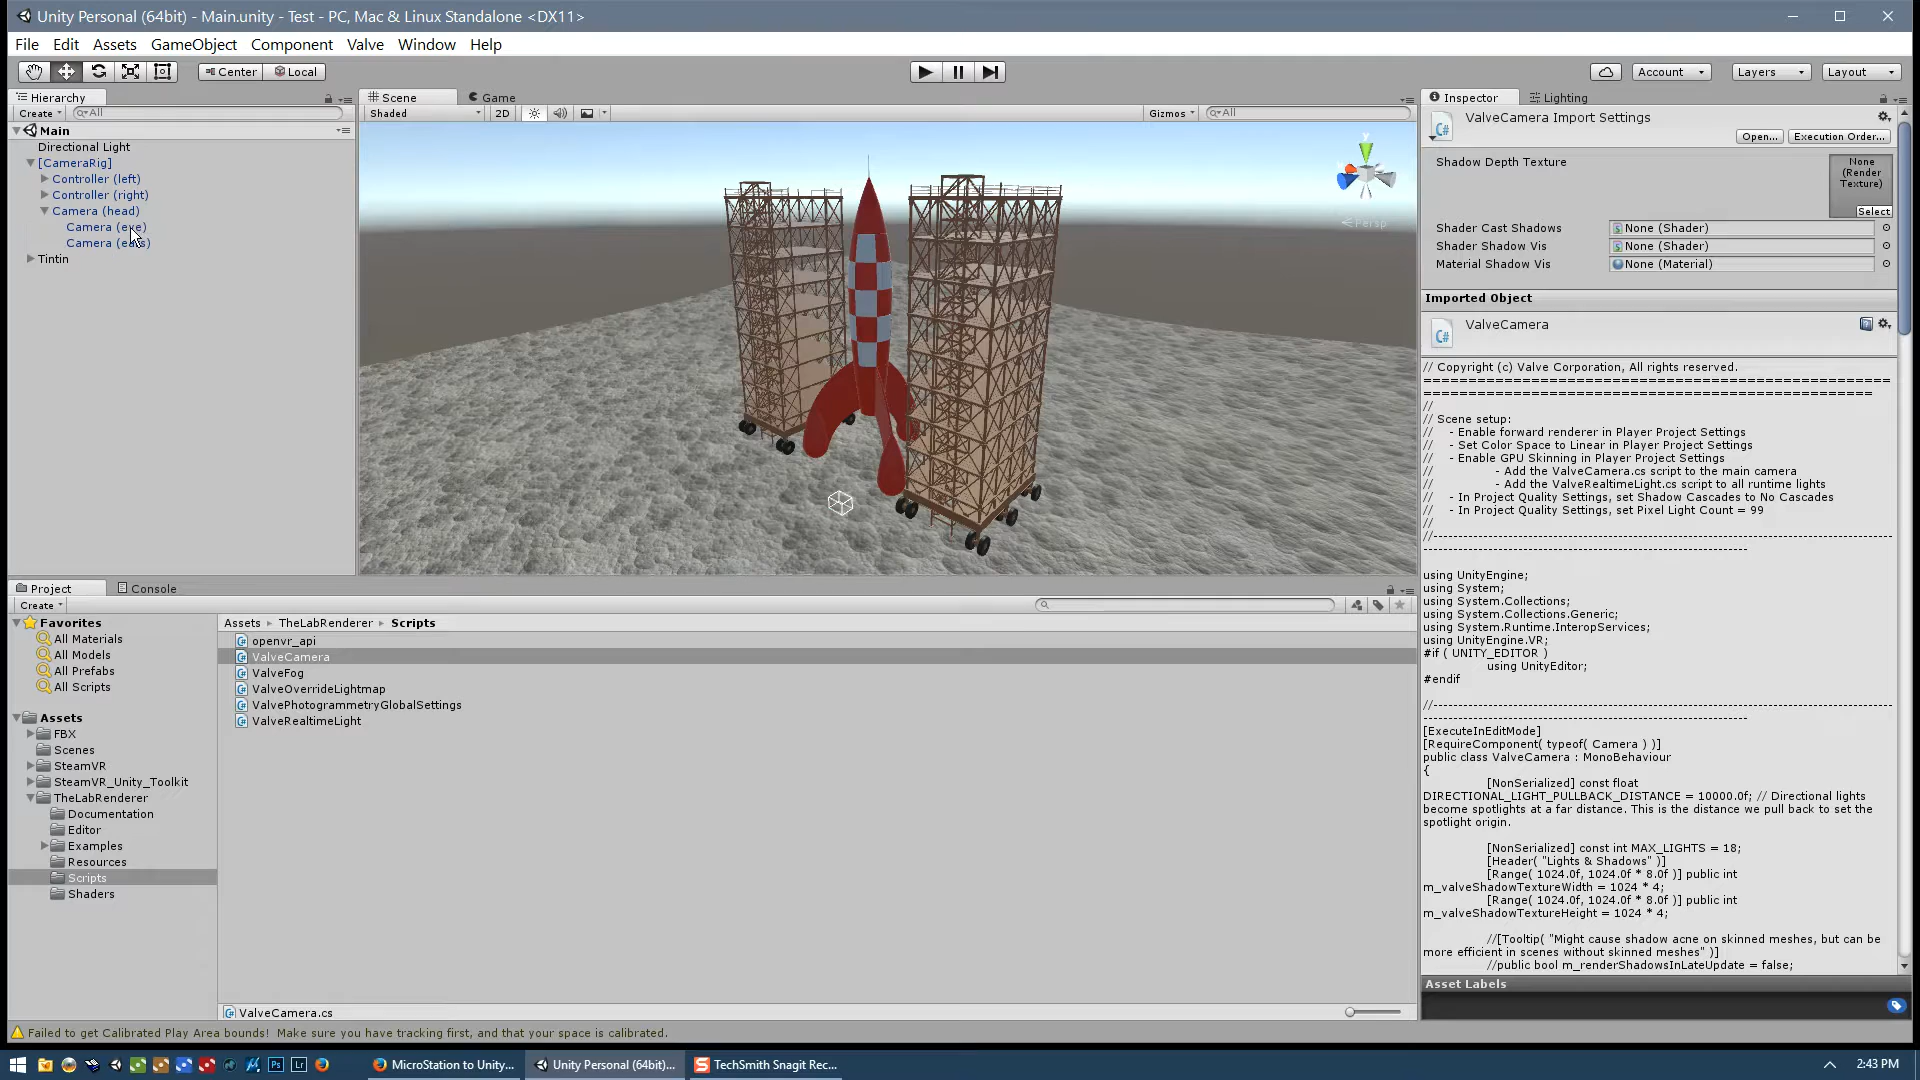 Unity Personal (64bit) - Main.unity - Test - PC, Mac & Linux Standalone <DX11>
File Edit Assets GameObject Component Valve Window Help
Center Local Account Layers Layout
Hierarchy
Create All
Main
Directional Light
[CameraRig]
Controller (left)
Controller (right)
Camera (head)
Camera (eye)
Camera (ears)
Tintin
Scene Game
Shaded 2D Gizmos All
y
Persp
Inspector Lighting
ValveCamera Import Settings
Open... Execution Order...
Shadow Depth Texture
None
(Render
Texture)
Select
Shader Cast Shadows None (Shader)
Shader Shadow Vis None (Shader)
Material Shadow Vis None (Material)
Imported Object
ValveCamera
// Copyright (c) Valve Corporation, All rights reserved.
====================================================
==================================================
//
// Scene setup:
// - Enable forward renderer in Player Project Settings
// - Set Color Space to Linear in Player Project Settings
// - Enable GPU Skinning in Player Project Settings
// - Add the ValveCamera.cs script to the main camera
// - Add the ValveRealtimeLight.cs script to all runtime lights
// - In Project Quality Settings, set Shadow Cascades to No Cascades
// - In Project Quality Settings, set Pixel Light Count = 99
//
//---------------------------------------------------------------------------------------------
-----------------------------------------------------------------
using UnityEngine;
using System;
using System.Collections;
using System.Collections.Generic;
using System.Runtime.InteropServices;
using UnityEngine.VR;
#if ( UNITY_EDITOR )
using UnityEditor;
#endif
//---------------------------------------------------------------------------------------------
-----------------------------------------------------------------
[ExecuteInEditMode]
[RequireComponent( typeof( Camera ) )]
public class ValveCamera : MonoBehaviour
{
[NonSerialized] const float
DIRECTIONAL_LIGHT_PULLBACK_DISTANCE = 10000.0f; // Directional lights
become spotlights at a far distance. This is the distance we pull back to set the
spotlight origin.
[NonSerialized] const int MAX_LIGHTS = 18;
[Header( "Lights & Shadows" )]
[Range( 1024.0f, 1024.0f * 8.0f )] public int
m_valveShadowTextureWidth = 1024 * 4;
[Range( 1024.0f, 1024.0f * 8.0f )] public int
m_valveShadowTextureHeight = 1024 * 4;
//[Tooltip( "Might cause shadow acne on skinned meshes, but can be
more efficient in scenes without skinned meshes" )]
//public bool m_renderShadowsInLateUpdate = false;
Asset Labels
Project Console
Create
Favorites
All Materials
All Models
All Prefabs
All Scripts
Assets
FBX
Scenes
SteamVR
SteamVR_Unity_Toolkit
TheLabRenderer
Documentation
Editor
Examples
Resources
Scripts
Shaders
Assets TheLabRenderer Scripts
openvr_api
ValveCamera
ValveFog
ValveOverrideLightmap
ValvePhotogrammetryGlobalSettings
ValveRealtimeLight
ValveCamera.cs
Failed to get Calibrated Play Area bounds! Make sure you have tracking first, and that your space is calibrated.
Ps Lr MicroStation to Unity... Unity Personal (64bit)... S TechSmith Snagit Rec... 2:43 PM